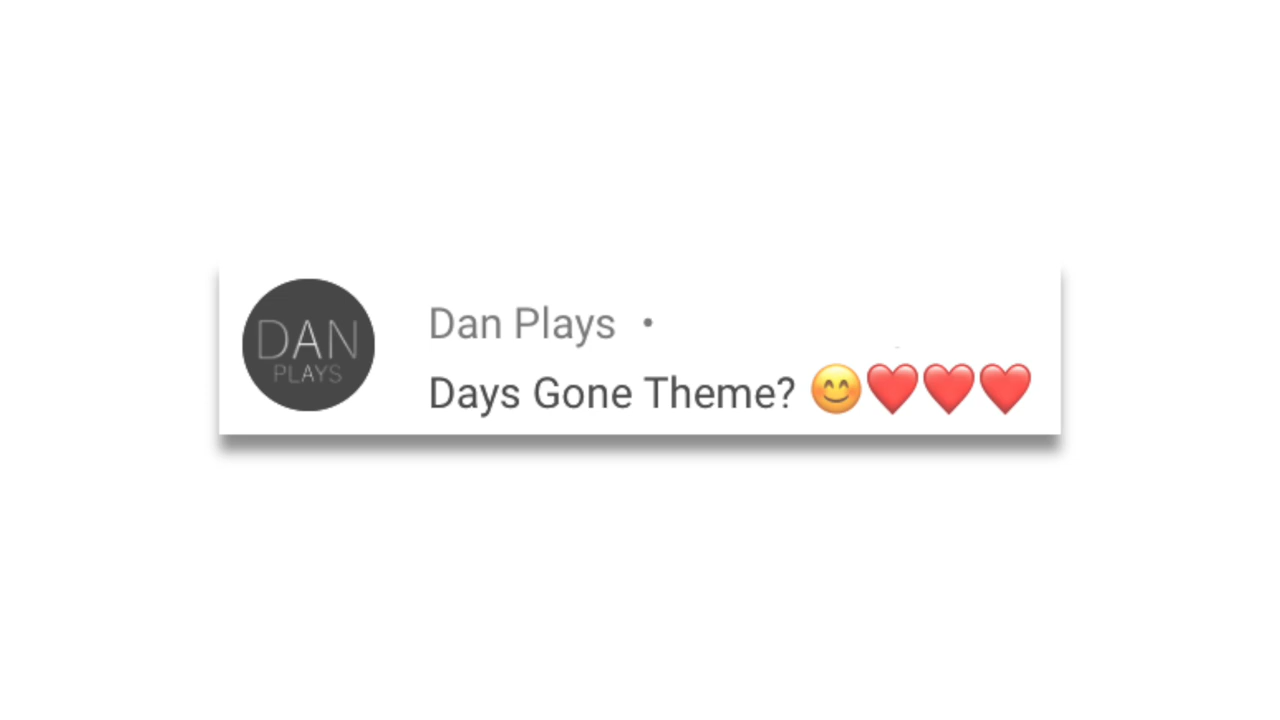 DAN
PLAYS
Dan Plays •
Days Gone Theme? 😊❤️❤️❤️